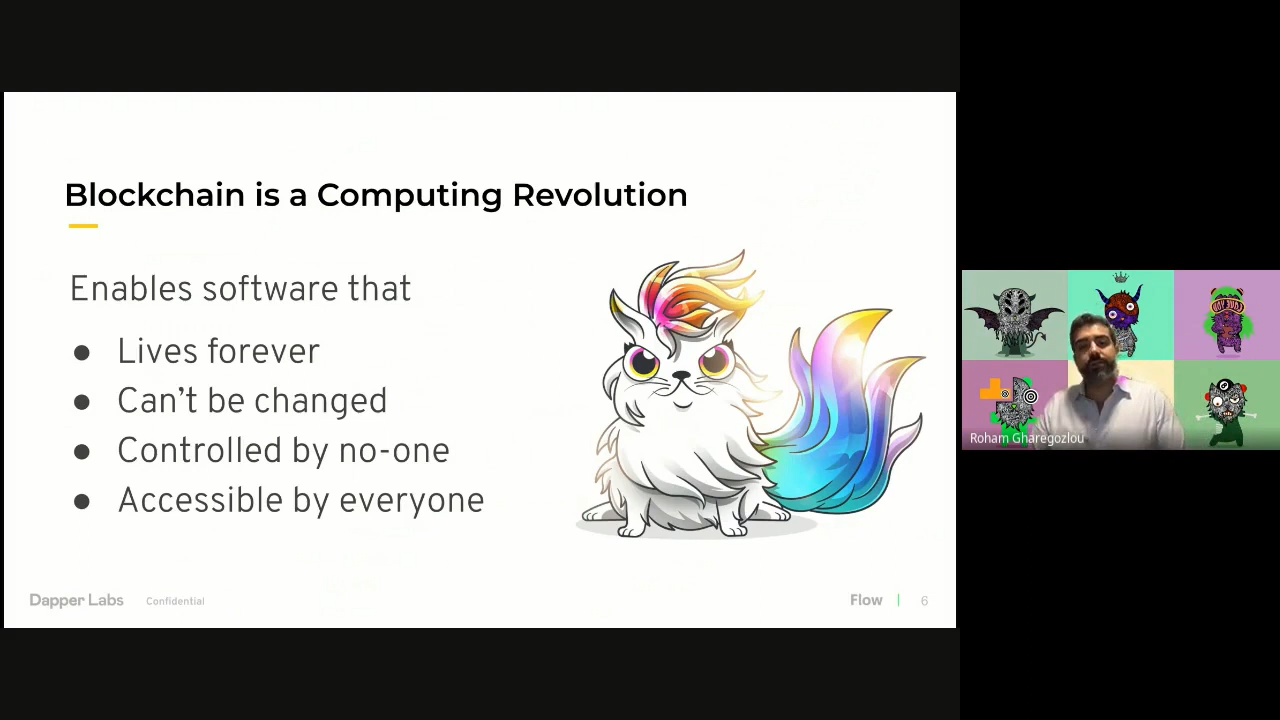 Blockchain is a Computing Revolution
Enables software that
● Lives forever
● Can’t be changed
● Controlled by no-one
● Accessible by everyone
Dapper Labs Confidential
Flow | 6
Roham Gharegozlou